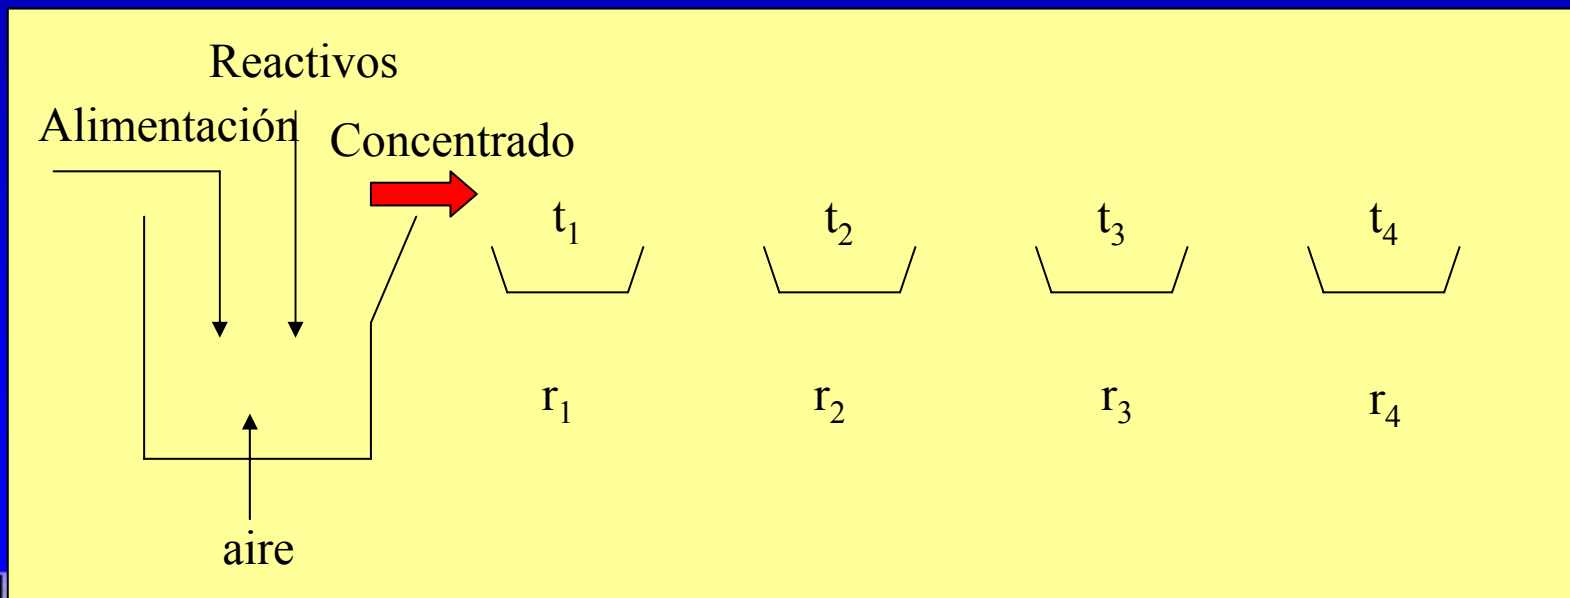 Reactivos
Alimentación
Concentrado
t₁ t₂ t₃ t₄
r₁ r₂ r₃ r₄
aire